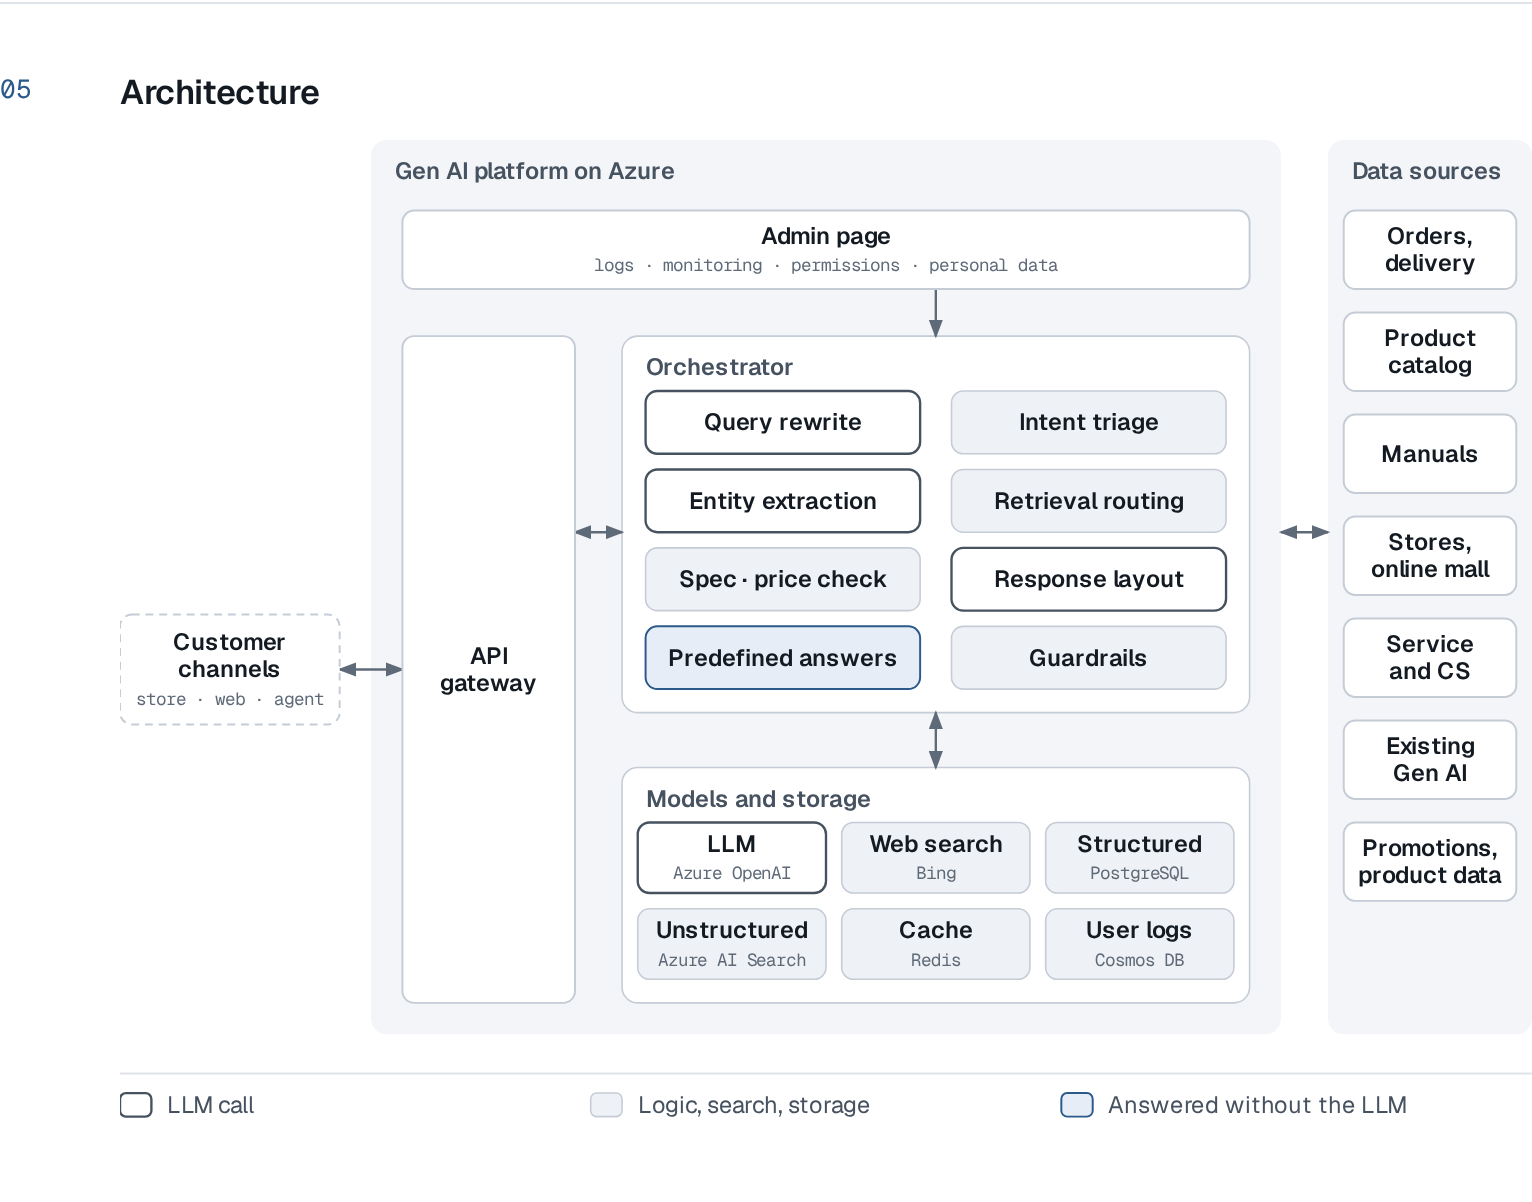 05
Architecture
Gen AI platform on Azure
Data sources
Admin page
logs · monitoring · permissions · personal data
Orchestrator
Query rewrite
Intent triage
Entity extraction
Retrieval routing
Spec · price check
Response layout
Predefined answers
Guardrails
API
gateway
Customer
channels
store · web · agent
Models and storage
LLM
Azure OpenAI
Web search
Bing
Structured
PostgreSQL
Unstructured
Azure AI Search
Cache
Redis
User logs
Cosmos DB
Orders,
delivery
Product
catalog
Manuals
Stores,
online mall
Service
and CS
Existing
Gen AI
Promotions,
product data
LLM call
Logic, search, storage
Answered without the LLM